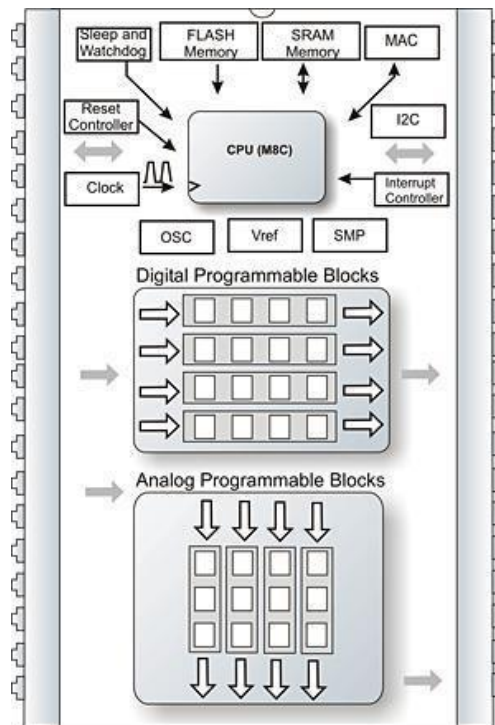 Sleep and
Watchdog
FLASH
Memory
SRAM
Memory
MAC
Reset
Controller
CPU (M8C)
I2C
Clock
Interrupt
Controller
OSC
Vref
SMP
Digital Programmable Blocks
Analog Programmable Blocks